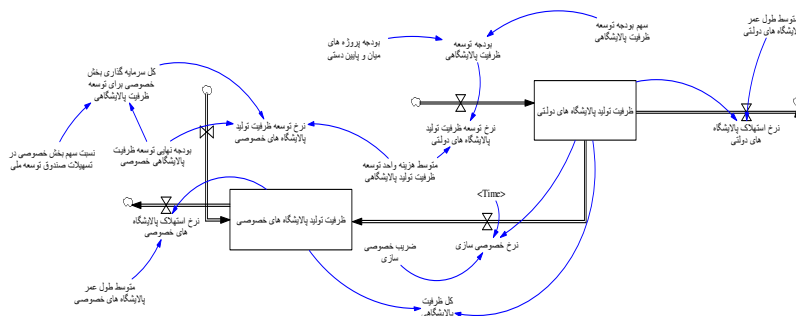 متوسط طول عمر
پالایشگاه های دولتی
سهم بودجه توسعه
ظرفیت پالایشگاهی
بودجه توسعه
ظرفیت پالایشگاهی
بودجه پروژه های
میان و پایین دستی
کل سرمایه گذاری بخش
خصوصی برای توسعه
ظرفیت پالایشگاهی
ظرفیت تولید پالایشگاه های دولتی
نرخ استهلاک پالایشگاه
های دولتی
نرخ توسعه ظرفیت تولید
پالایشگاه های دولتی
نرخ توسعه ظرفیت تولید
پالایشگاه های خصوصی
بودجه نهایی توسعه ظرفیت
پالایشگاهی خصوصی
نسبت سهم بخش خصوصی در
تسهیلات صندوق توسعه ملی
متوسط هزینه واحد توسعه
ظرفیت تولید پالایشگاهی
<Time>
ظرفیت تولید پالایشگاه های خصوصی
نرخ استهلاک پالایشگاه
های خصوصی
نرخ خصوصی سازی
ضریب خصوصی
سازی
متوسط طول عمر
پالایشگاه های خصوصی
کل ظرفیت
پالایشگاهی